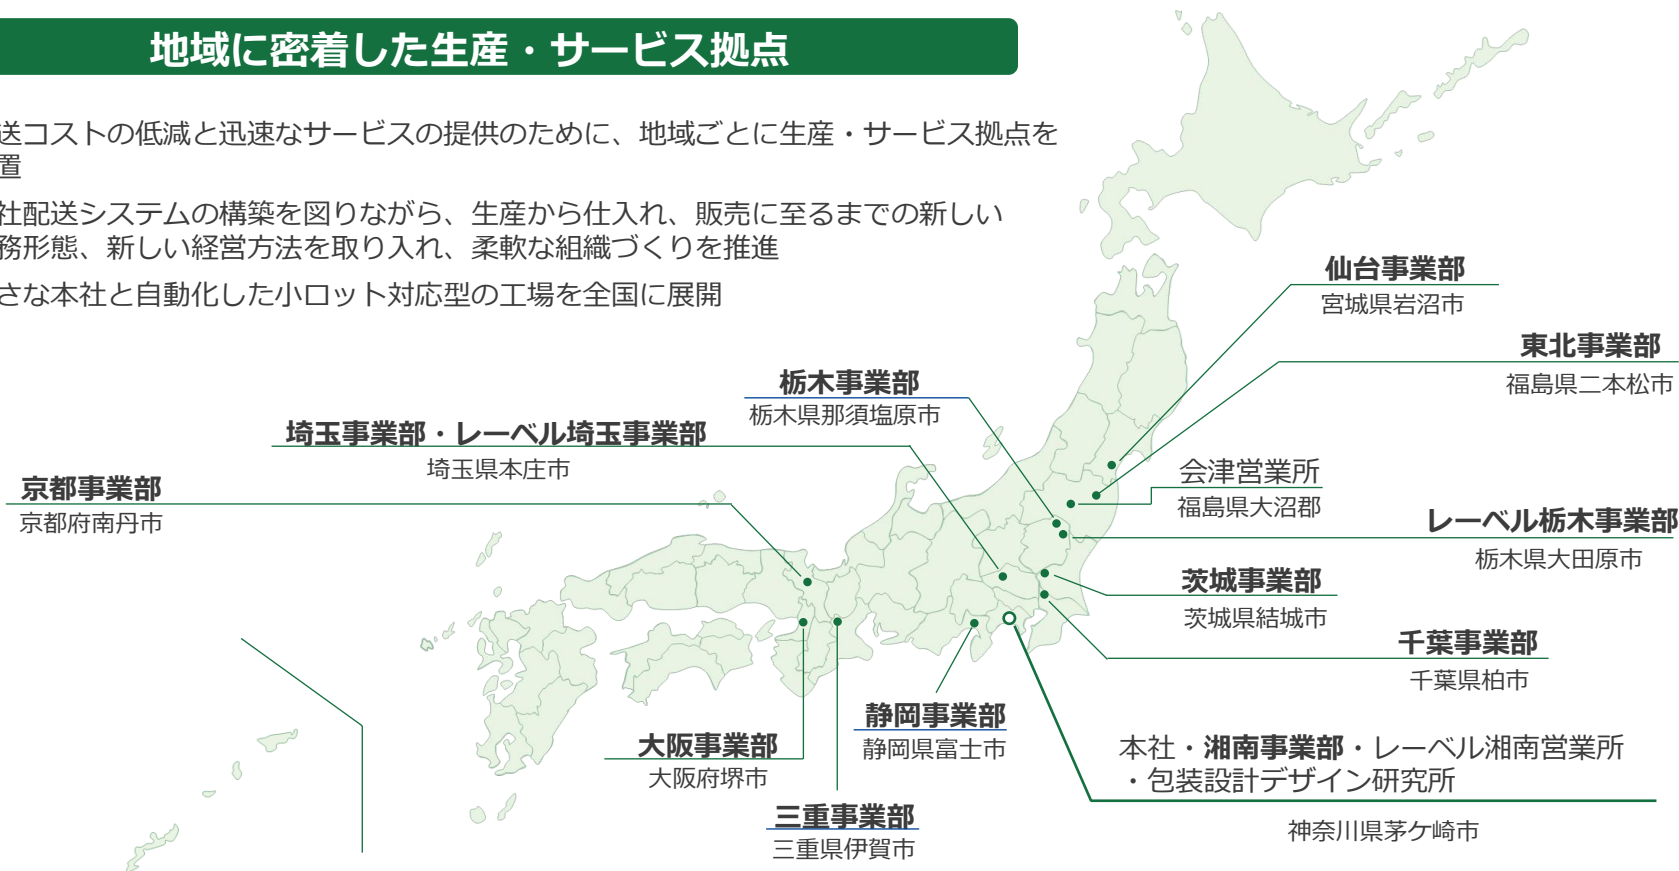 地域に密着した生産・サービス拠点
送コストの低減と迅速なサービスの提供のために、地域ごとに生産・サービス拠点を
置
社配送システムの構築を図りながら、生産から仕入れ、販売に至るまでの新しい
務形態、新しい経営方法を取り入れ、柔軟な組織づくりを推進
さな本社と自動化した小ロット対応型の工場を全国に展開
仙台事業部
宮城県岩沼市
東北事業部
福島県二本松市
栃木事業部
栃木県那須塩原市
埼玉事業部・レーベル埼玉事業部
埼玉県本庄市
京都事業部
京都府南丹市
会津営業所
福島県大沼郡
レーベル栃木事業部
栃木県大田原市
茨城事業部
茨城県結城市
千葉事業部
千葉県柏市
静岡事業部
静岡県富士市
大阪事業部
大阪府堺市
三重事業部
三重県伊賀市
本社・湘南事業部・レーベル湘南営業所
・包装設計デザイン研究所
神奈川県茅ケ崎市